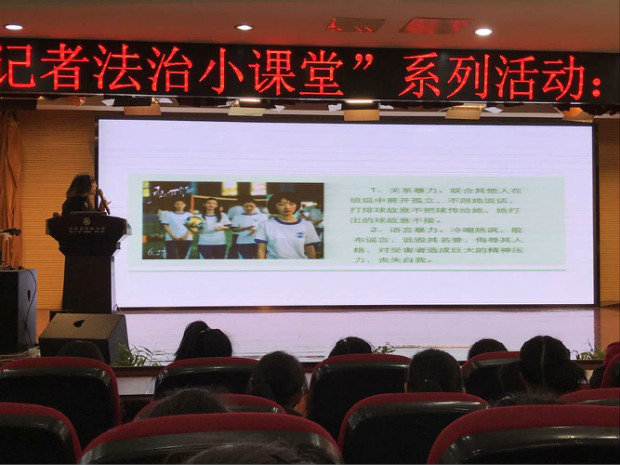 记者法治小课堂”系列活动：
1、关系暴力。联合其他人在
班级中展开孤立，不跟她说话，
打排球故意不把球传给她，她打
出的球故意不接。
2、语言暴力。冷嘲热讽，散
布谣言，诋毁其名誉，侮辱其人
格，对受害者造成巨大的精神压
力，丧失自我。
6.27